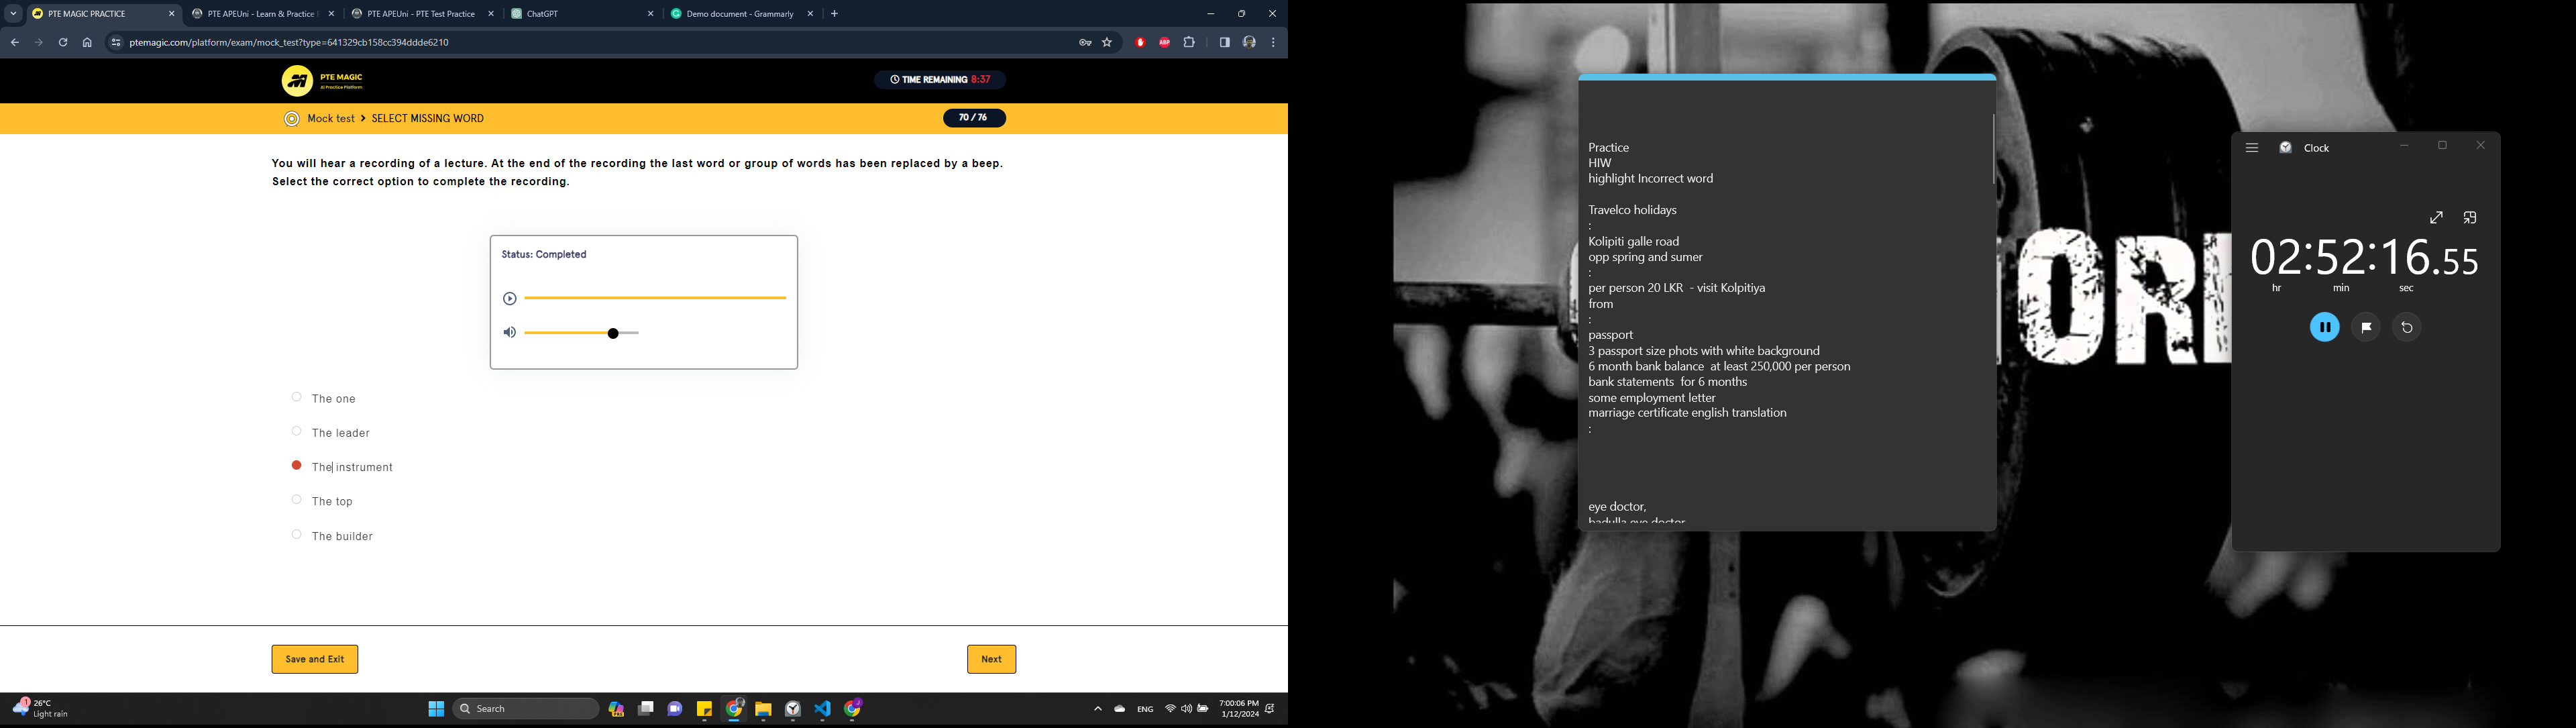 PTE MAGIC PRACTICE
PTE APEUni - Learn & Practice
PTE APEUni - PTE Test Practice
ChatGPT
Demo document - Grammarly
ptemagic.com/platform/exam/mock_test?type=641329cb158cc394ddde6210
ABP
PTE MAGIC
AI Practice Platform
TIME REMAINING 8:37
Mock test > SELECT MISSING WORD
70 / 76
You will hear a recording of a lecture. At the end of the recording the last word or group of words has been replaced by a beep.
Select the correct option to complete the recording.
Status: Completed
The one
The leader
The instrument
The top
The builder
Save and Exit
Next
26°C
Light rain
Search
ENG
7:00:06 PM
1/12/2024
Practice
HIW
highlight Incorrect word
Travelco holidays
:
Kolipiti galle road
opp spring and sumer
:
per person 20 LKR - visit Kolpitiya
from
:
passport
3 passport size phots with white background
6 month bank balance at least 250,000 per person
bank statements for 6 months
some employment letter
marriage certificate english translation
:
eye doctor,
badulla eye doctor
Clock
02:52:16.55
hr min sec